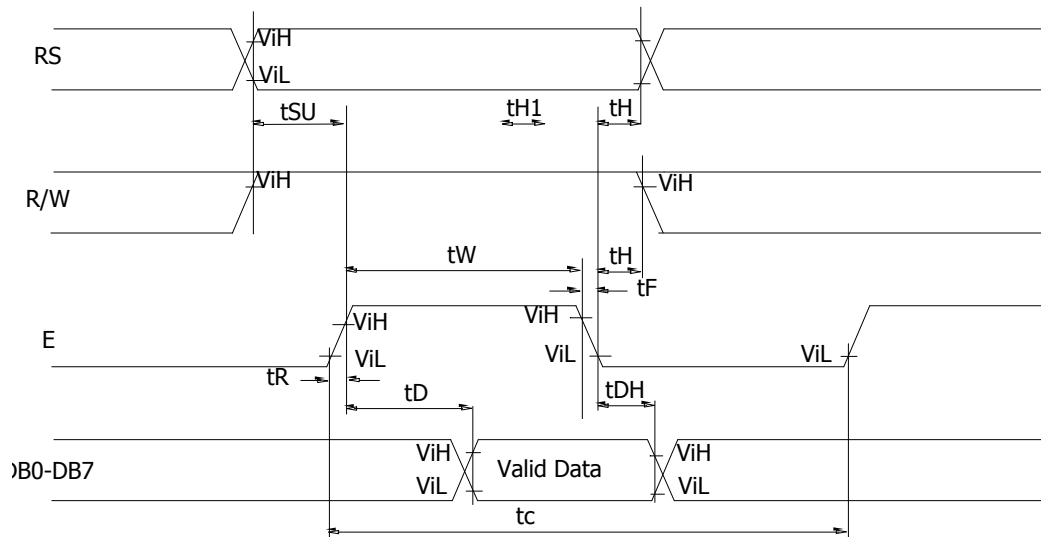 RS
ViH
ViL
tSU
tH1
tH
R/W
ViH
ViH
tW
tH
tF
E
ViH
ViH
ViL
ViL
ViL
tR
tD
tDH
DB0-DB7
ViH
ViL
Valid Data
ViH
ViL
tc